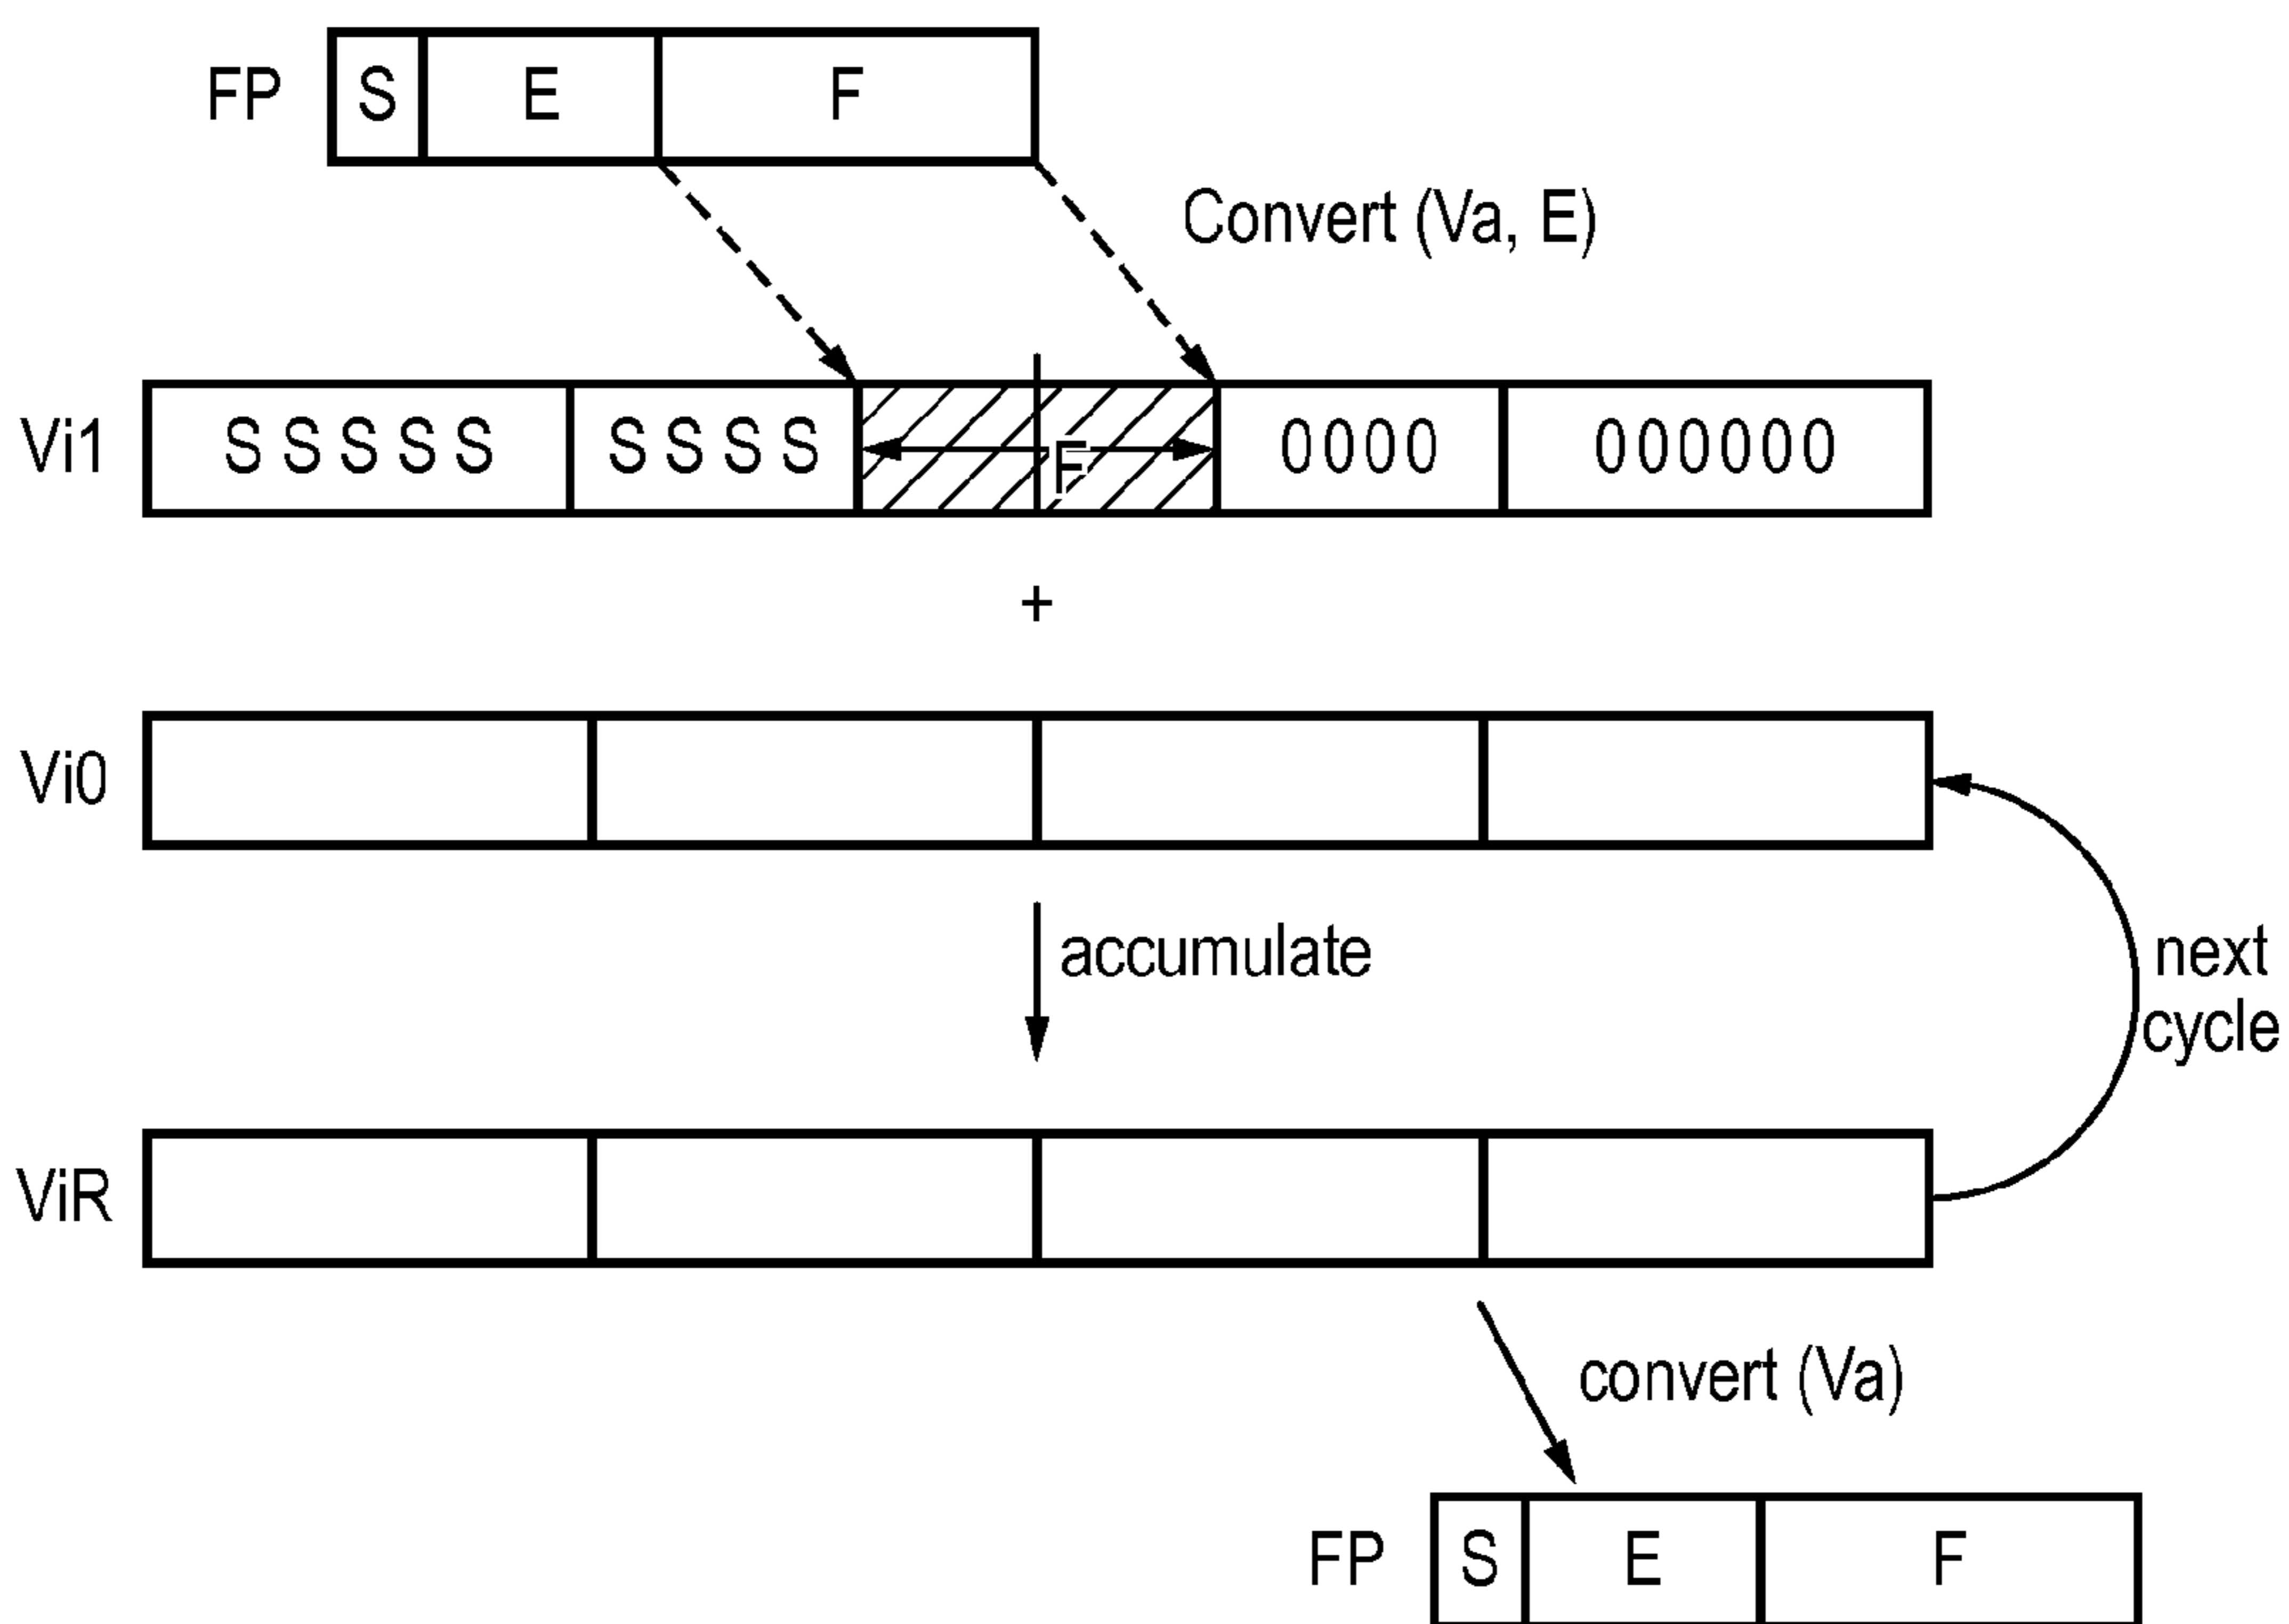 FP S E F
Convert (Va, E)
Vi1 S S S S S S S S S F 0000 000000
+
Vi0
accumulate
next
cycle
ViR
convert (Va)
FP S E F